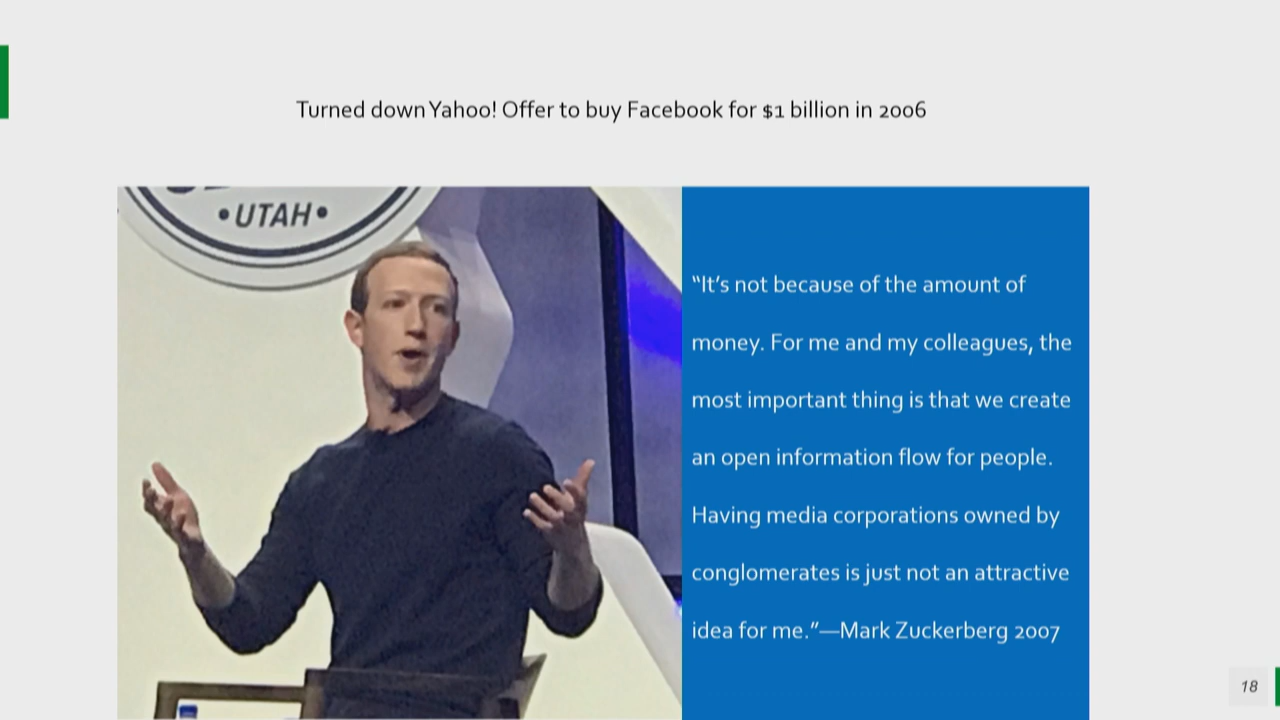 Turned down Yahoo! Offer to buy Facebook for $1 billion in 2006
•UTAH•
“It’s not because of the amount of
money. For me and my colleagues, the
most important thing is that we create
an open information flow for people.
Having media corporations owned by
conglomerates is just not an attractive
idea for me.”—Mark Zuckerberg 2007
18